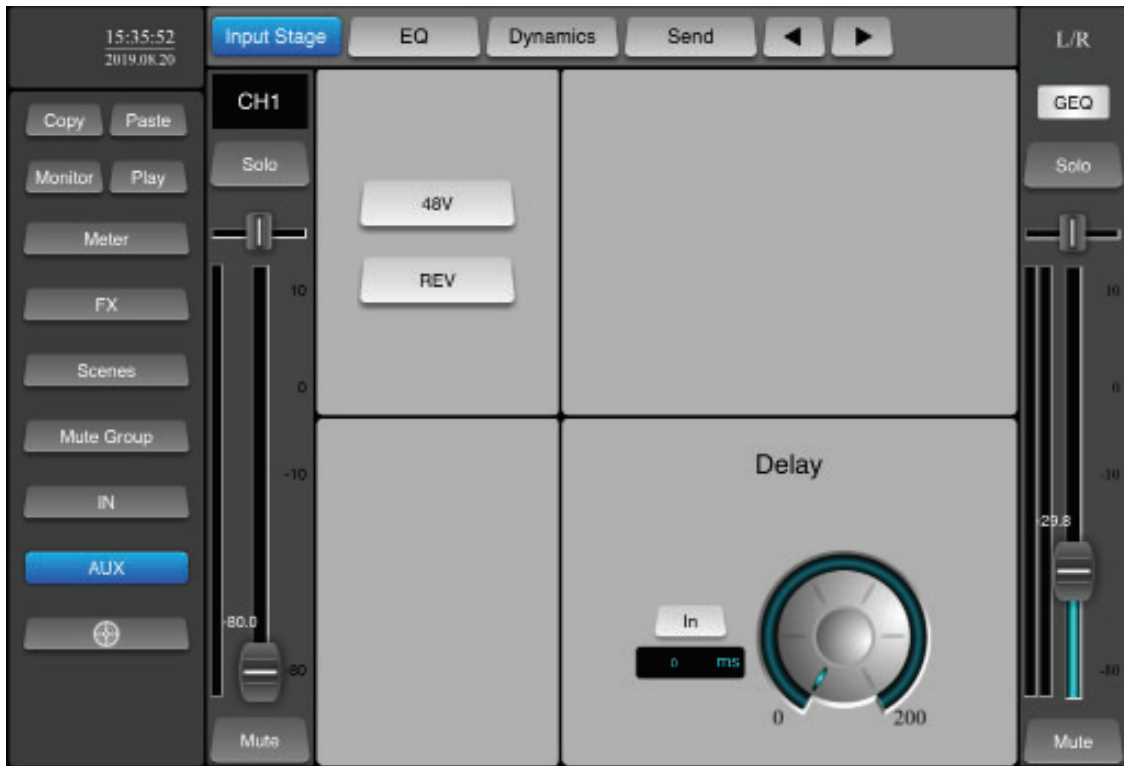 15:35:52
2019.08.20
Copy Paste
Monitor Play
Meter
FX
Scenes
Mute Group
IN
AUX
Input Stage EQ Dynamics Send
CH1
Solo
10
0
-10
-80.0
-80
Mute
48V
REV
Delay
In
0 ms
0 200
L/R
GEQ
Solo
10
0
-10
-29.8
-80
Mute